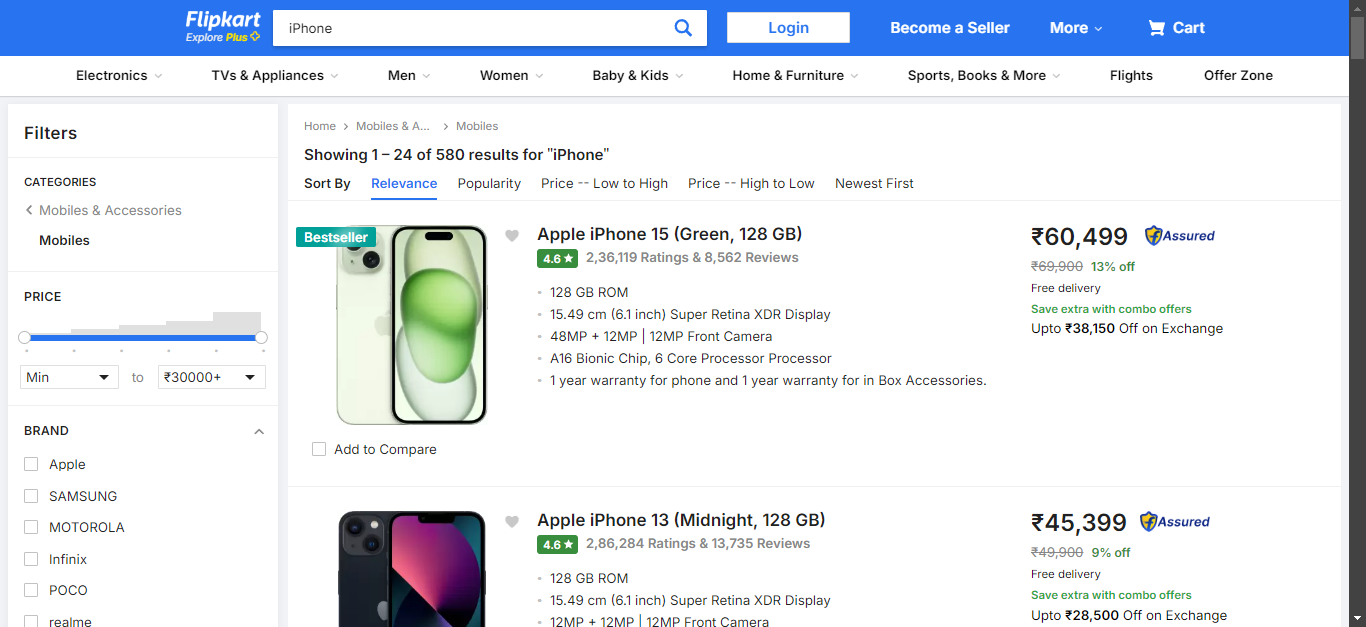 Flipkart
Explore Plus
iPhone
Login
Become a Seller
More
Cart
Electronics
TVs & Appliances
Men
Women
Baby & Kids
Home & Furniture
Sports, Books & More
Flights
Offer Zone
Filters
CATEGORIES
Mobiles & Accessories
Mobiles
PRICE
Min
to
₹30000+
BRAND
Apple
SAMSUNG
MOTOROLA
Infinix
POCO
realme
Home
Mobiles & A...
Mobiles
Showing 1 – 24 of 580 results for "iPhone"
Sort By
Relevance
Popularity
Price -- Low to High
Price -- High to Low
Newest First
Bestseller
Add to Compare
Apple iPhone 15 (Green, 128 GB)
4.6★ 2,36,119 Ratings & 8,562 Reviews
128 GB ROM
15.49 cm (6.1 inch) Super Retina XDR Display
48MP + 12MP | 12MP Front Camera
A16 Bionic Chip, 6 Core Processor Processor
1 year warranty for phone and 1 year warranty for in Box Accessories.
₹60,499
Assured
₹69,900 13% off
Free delivery
Save extra with combo offers
Upto ₹38,150 Off on Exchange
Apple iPhone 13 (Midnight, 128 GB)
4.6★ 2,86,284 Ratings & 13,735 Reviews
128 GB ROM
15.49 cm (6.1 inch) Super Retina XDR Display
12MP + 12MP | 12MP Front Camera
₹45,399
Assured
₹49,900 9% off
Free delivery
Save extra with combo offers
Upto ₹28,500 Off on Exchange